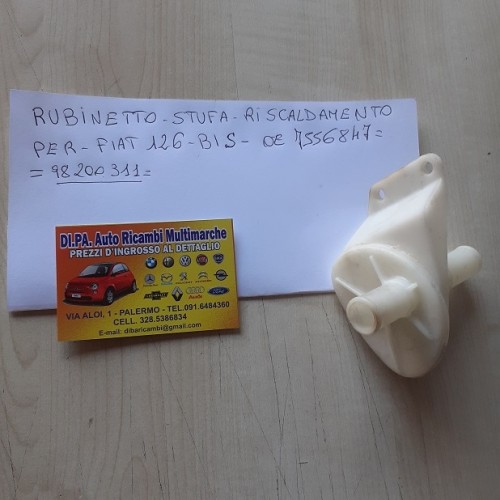 RUBINETTO-STUFA-RISCALDAMENTO
PER-FIAT 126-BIS- OE 7556847=
=98200311=
DI.PA. Auto Ricambi Multimarche
PREZZI D'INGROSSO AL DETTAGLIO
VIA ALOI, 1 - PALERMO - TEL.091.6484360
CELL. 328.5386834
E-mail: dibaricambi@gmail.com